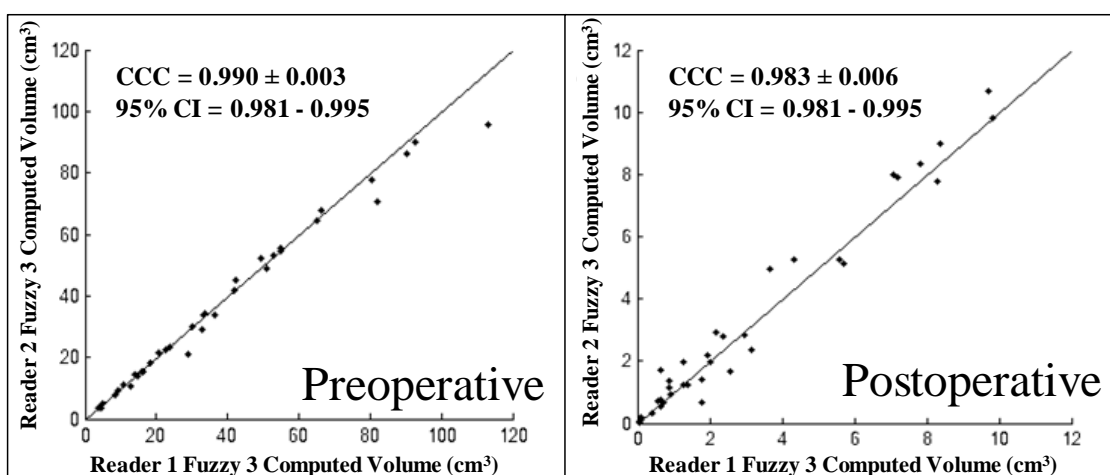 Reader 2 Fuzzy 3 Computed Volume (cm³)
120
100
80
60
40
20
0
CCC = 0.990 ± 0.003
95% CI = 0.981 - 0.995
Preoperative
0 20 40 60 80 100 120
Reader 1 Fuzzy 3 Computed Volume (cm³)
Reader 2 Fuzzy 3 Computed Volume (cm³)
12
10
8
6
4
2
0
CCC = 0.983 ± 0.006
95% CI = 0.981 - 0.995
Postoperative
0 2 4 6 8 10 12
Reader 1 Fuzzy 3 Computed Volume (cm³)